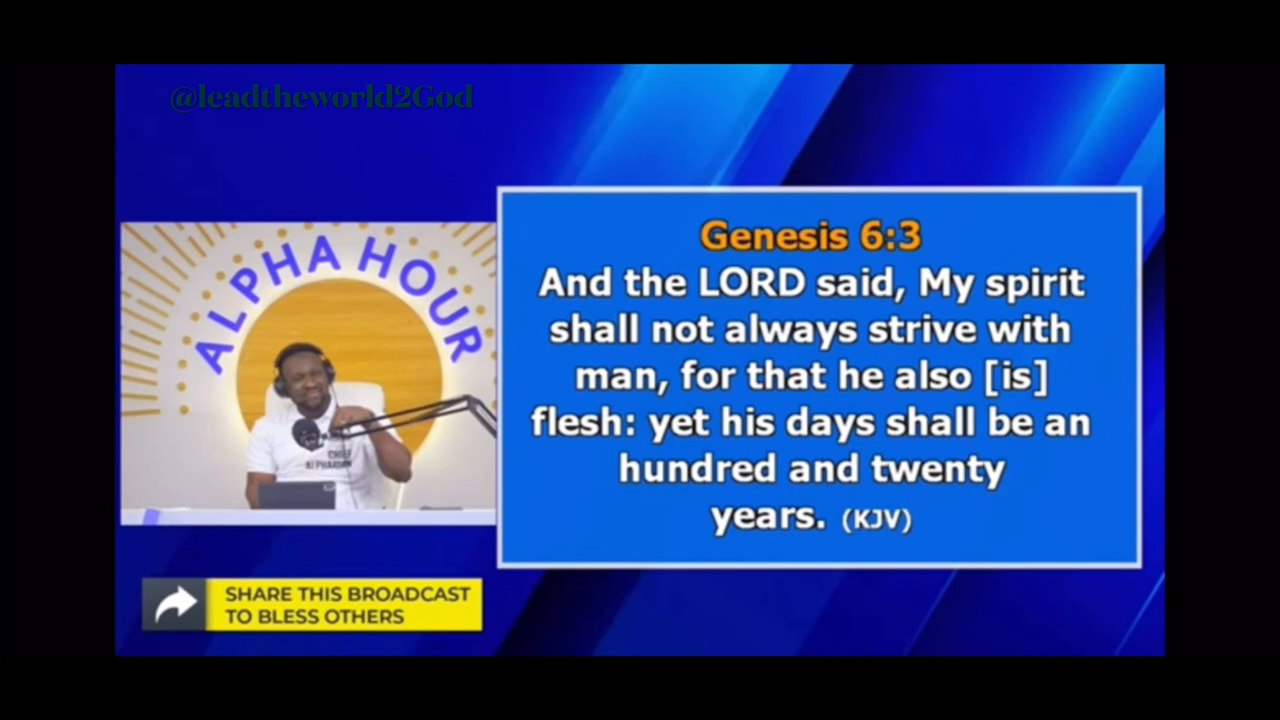 @leadtheworld2God
ALPHA HOUR
CHIEF
ALPHARIAN
Genesis 6:3
And the LORD said, My spirit
shall not always strive with
man, for that he also [is]
flesh: yet his days shall be an
hundred and twenty
years. (KJV)
SHARE THIS BROADCAST
TO BLESS OTHERS